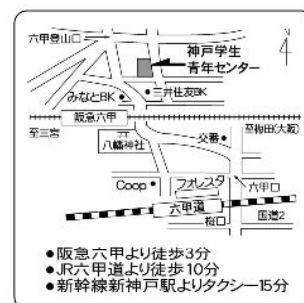 六甲登山口
神戸学生
青年センター
4
三井住友BK
みなとBK
阪急六甲
至三宮
至梅田(大阪)
八幡神社
交番
Coop
フォレスタ
六甲口
六甲道
桜口
国道2
●阪急六甲より徒歩3分
●JR六甲道より徒歩10分
●新幹線新神戸駅よりタクシー15分